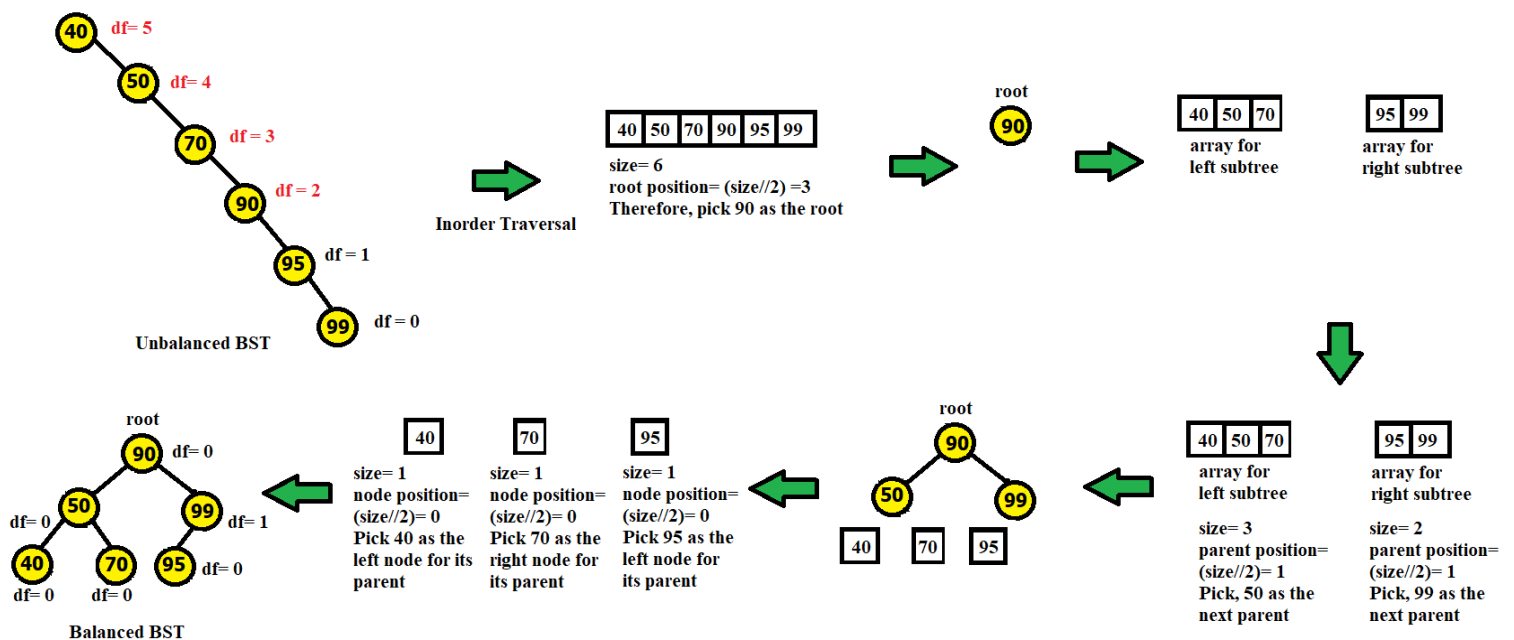 40
df= 5
50
df= 4
70
df = 3
90
df = 2
95
df = 1
99
df = 0
Unbalanced BST
Inorder Traversal
40 50 70 90 95 99
size= 6
root position= (size//2) =3
Therefore, pick 90 as the root
root
90
40 50 70
array for
left subtree
95 99
array for
right subtree
40 50 70
array for
left subtree
size= 3
parent position=
(size//2)= 1
Pick, 50 as the
next parent
95 99
array for
right subtree
size= 2
parent position=
(size//2)= 1
Pick, 99 as the
next parent
root
90
50
99
40
70
95
40
size= 1
node position=
(size//2)= 0
Pick 40 as the
left node for its
parent
70
size= 1
node position=
(size//2)= 0
Pick 70 as the
right node for
its parent
95
size= 1
node position=
(size//2)= 0
Pick 95 as the
left node for
its parent
root
90
df= 0
50
df= 0
99
df= 1
40
df= 0
70
df= 0
95
df= 0
Balanced BST